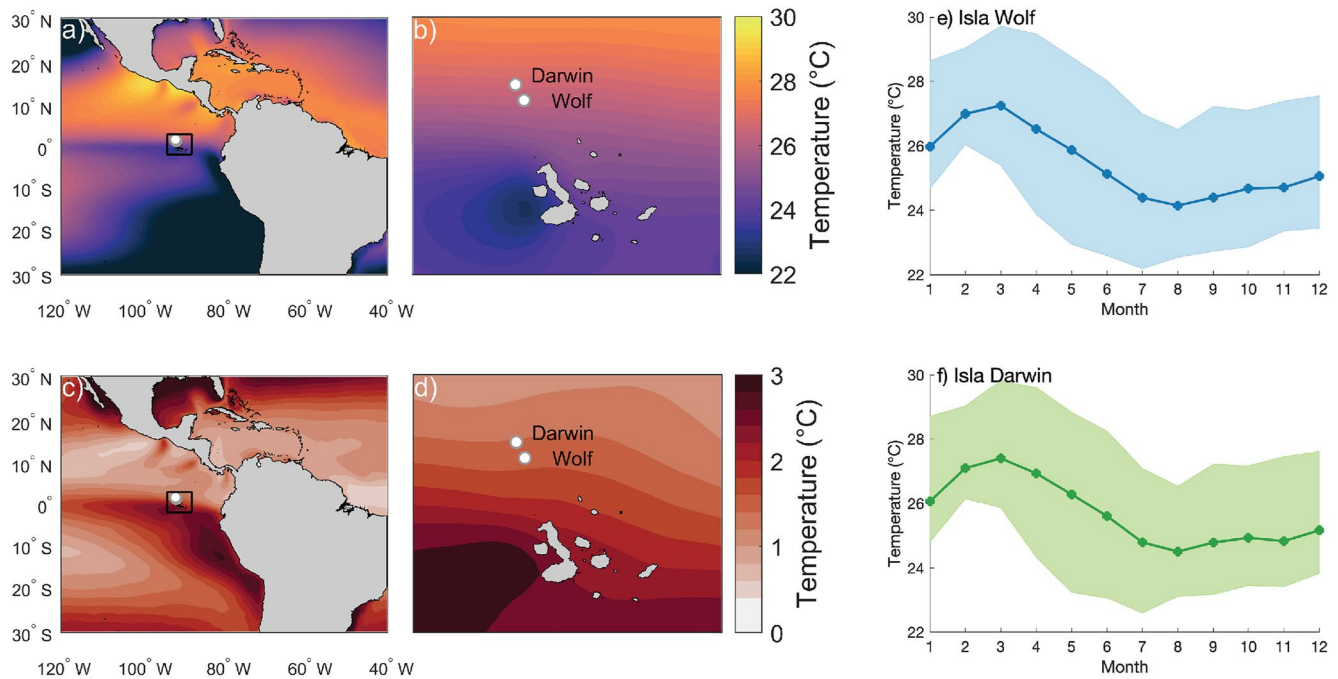 a)
30° N
20° N
10° N
0°
10° S
20° S
30° S
120° W 100° W 80° W 60° W 40° W
b)
Darwin
Wolf
30
28
26
24
22
Temperature (°C)
e) Isla Wolf
30
28
26
24
22
Temperature (°C)
1 2 3 4 5 6 7 8 9 10 11 12
Month
c)
30° N
20° N
10° N
0°
10° S
20° S
30° S
120° W 100° W 80° W 60° W 40° W
d)
Darwin
Wolf
3
2
1
0
Temperature (°C)
f) Isla Darwin
30
28
26
24
22
Temperature (°C)
1 2 3 4 5 6 7 8 9 10 11 12
Month